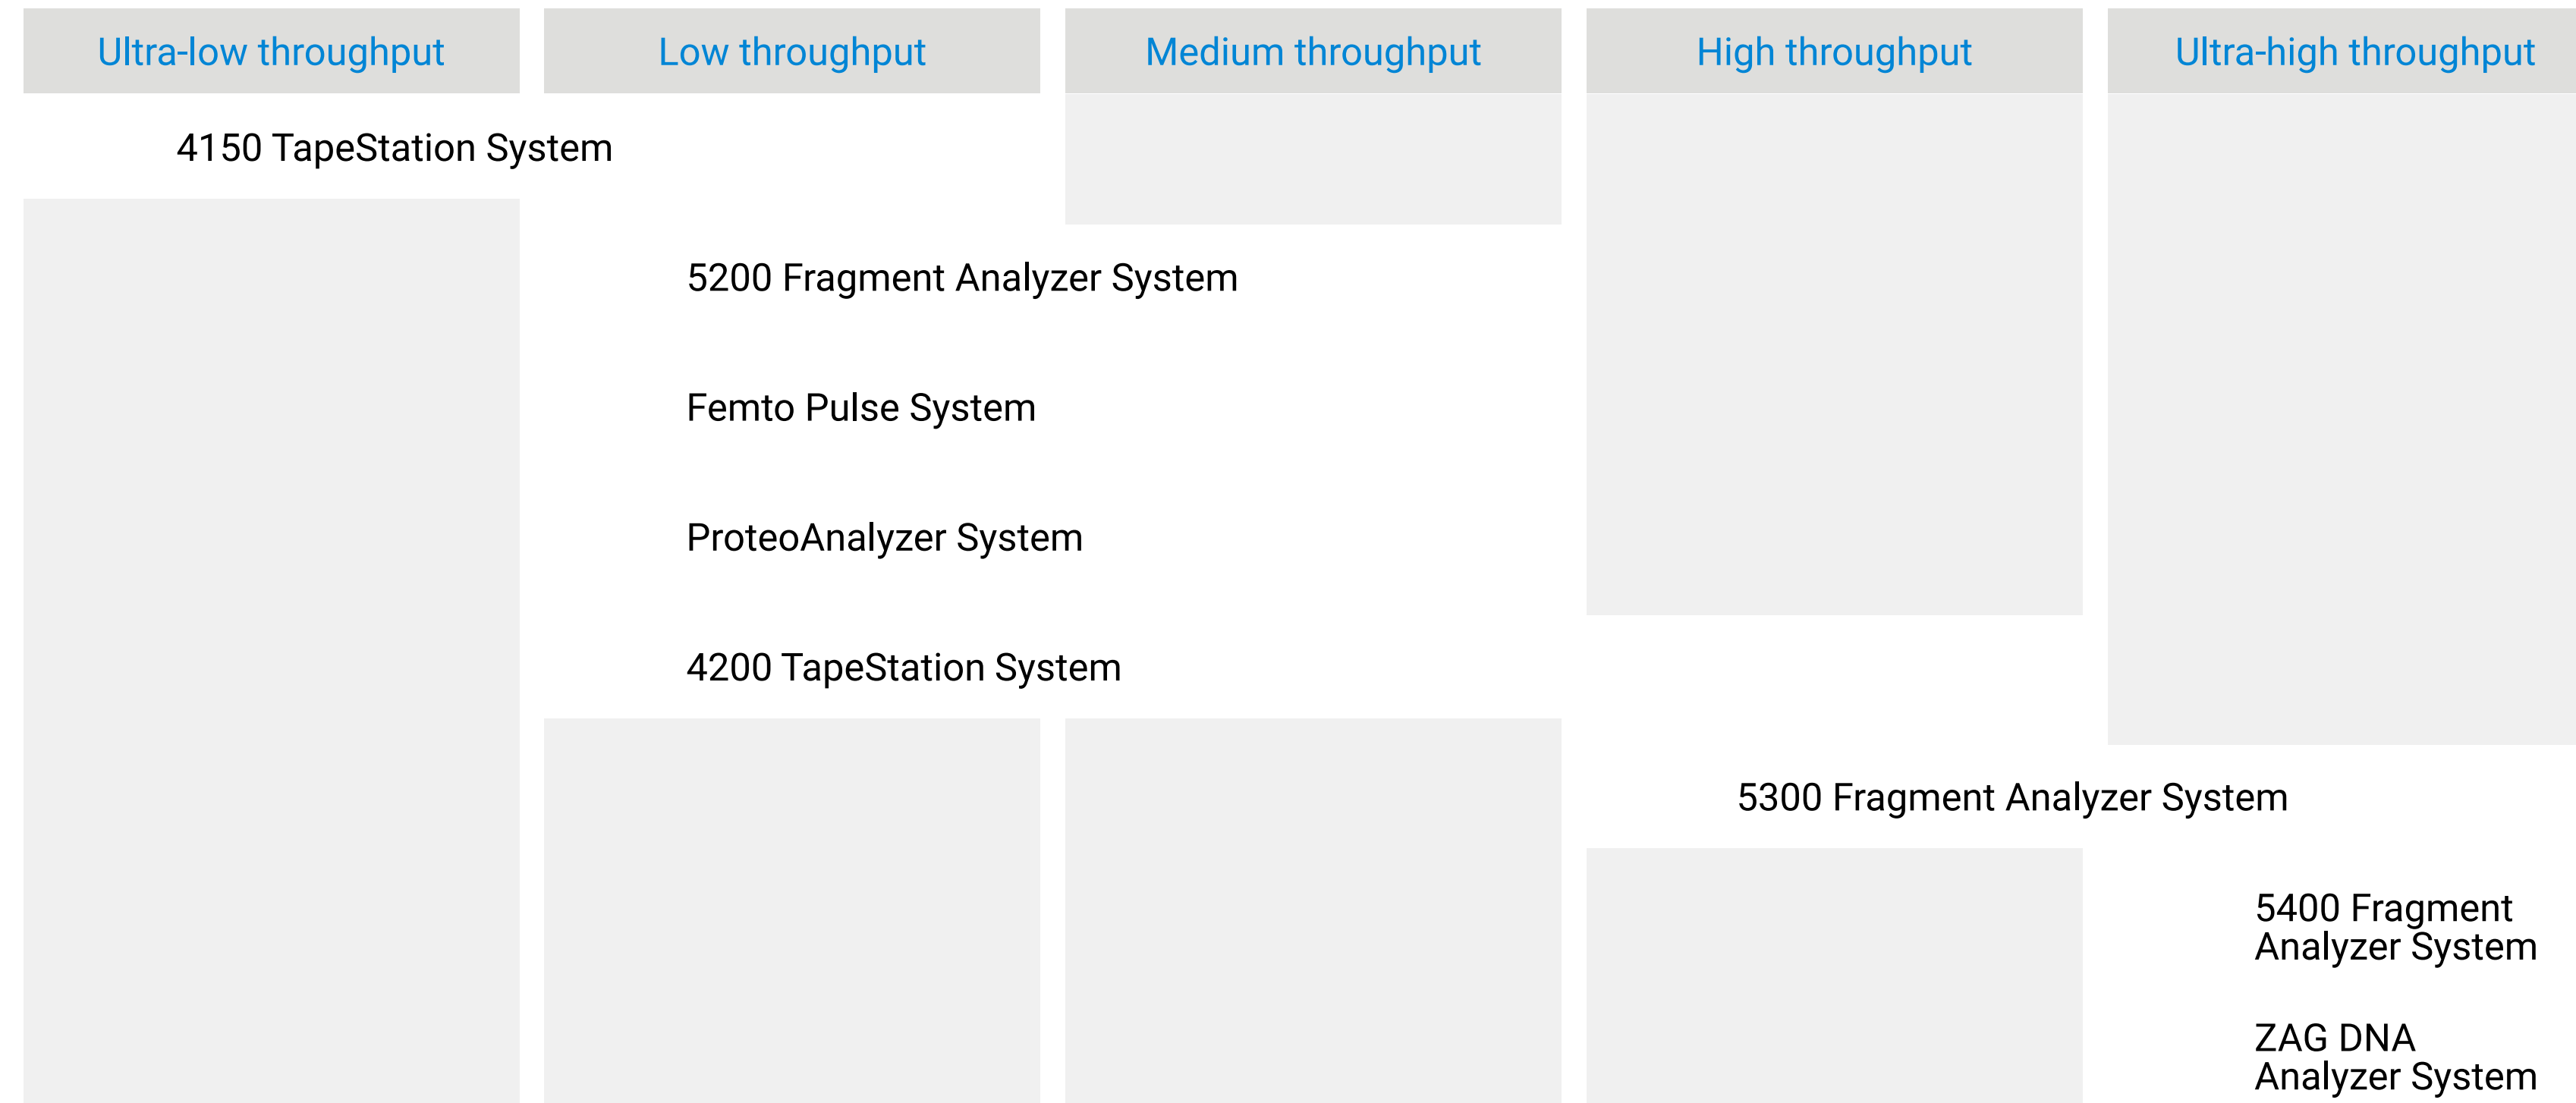 Ultra-low throughput
Low throughput
Medium throughput
High throughput
Ultra-high throughput
4150 TapeStation System
5200 Fragment Analyzer System
Femto Pulse System
ProteoAnalyzer System
4200 TapeStation System
5300 Fragment Analyzer System
5400 Fragment
Analyzer System
ZAG DNA
Analyzer System